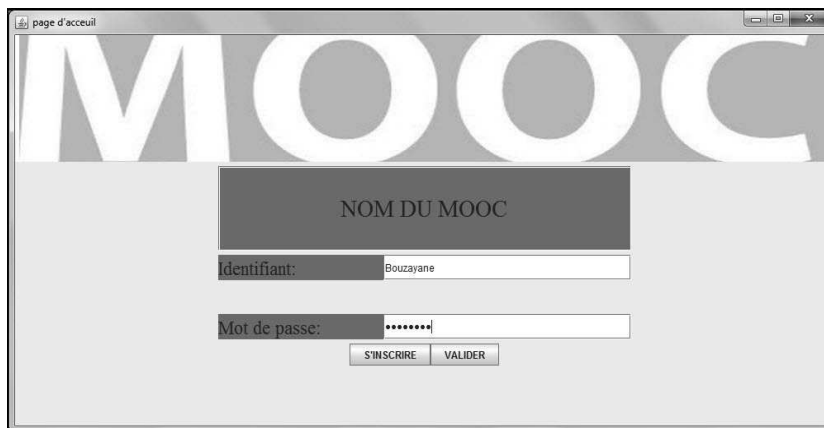 page d'acceuil
MOOC
NOM DU MOOC
Identifiant:
Bouzayane
Mot de passe:
••••••••
S'INSCRIRE
VALIDER